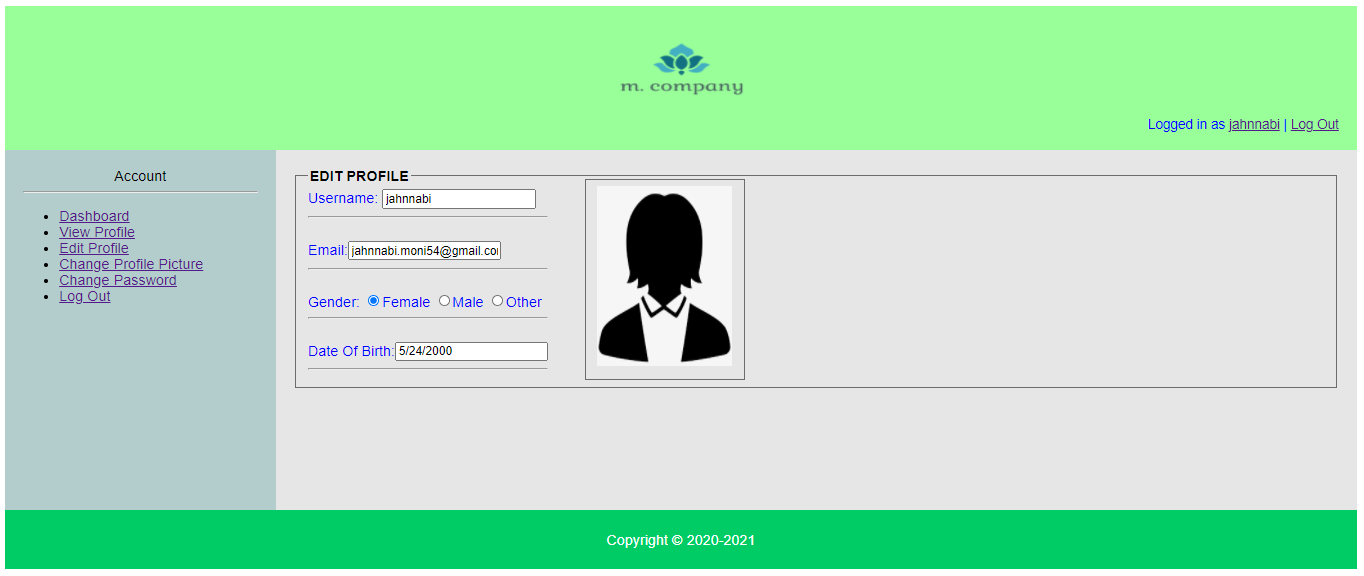 m. company
Logged in as jahnnabi | Log Out
Account
Dashboard
View Profile
Edit Profile
Change Profile Picture
Change Password
Log Out
EDIT PROFILE
Username: jahnnabi
Email: jahnnabi.moni54@gmail.co
Gender: Female Male Other
Date Of Birth: 5/24/2000
Copyright © 2020-2021